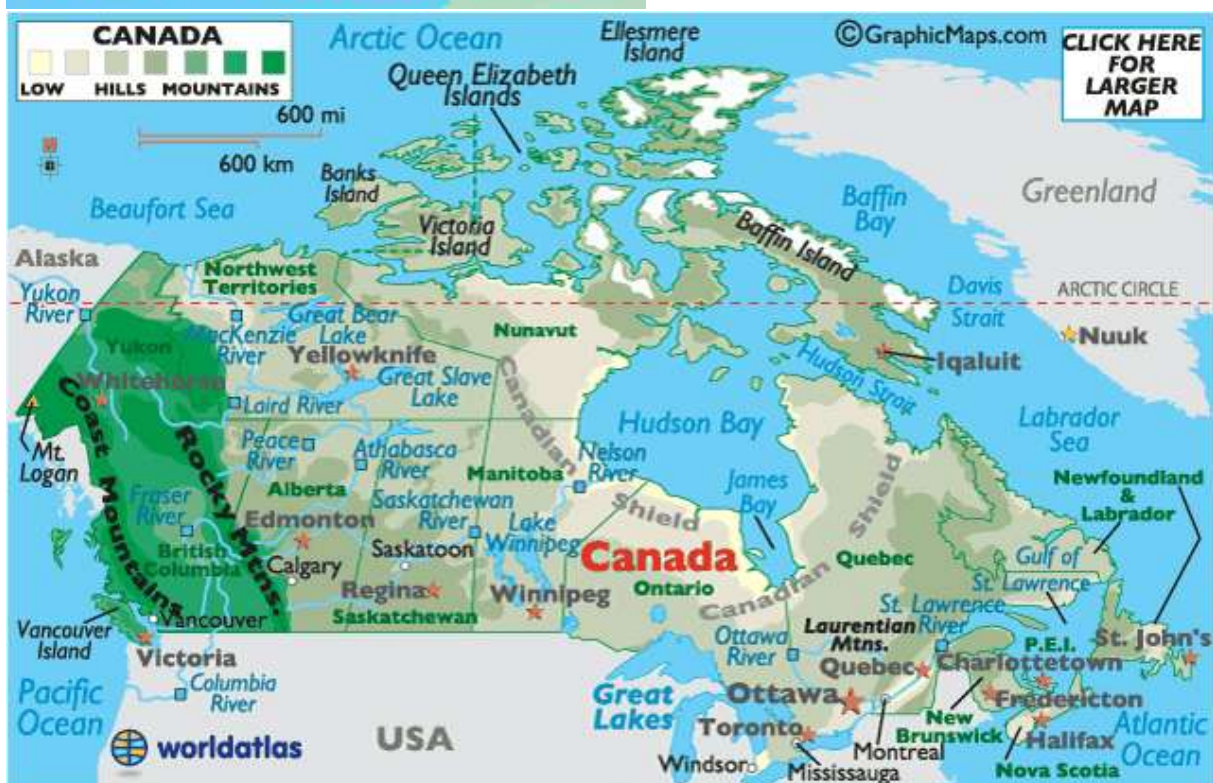 CANADA
LOW HILLS MOUNTAINS
600 mi
600 km
Arctic Ocean
Ellesmere
Island
©GraphicMaps.com
CLICK HERE
FOR
LARGER
MAP
Queen Elizabeth
Islands
Banks
Island
Beaufort Sea
Victoria
Island
Baffin
Bay
Greenland
Baffin Island
Alaska
Northwest
Territories
Yukon
River
MacKenzie
River
Great Bear
Lake
Nunavut
Davis
Strait
ARCTIC CIRCLE
Nuuk
Yukon
Yellowknife
Iqaluit
Hudson Strait
Whitehorse
Great Slave
Lake
Laird River
Canadian
Shield
Hudson Bay
Labrador
Sea
Mt.
Logan
Coast Mountains
Rocky Mtns.
Peace
River
Athabasca
River
Manitoba
Nelson
River
James
Bay
Canadian
Shield
Newfoundland
&
Labrador
Alberta
Fraser
River
Saskatchewan
River
Lake
Winnipeg
Edmonton
Saskatoon
Canada
Quebec
Gulf of
St. Lawrence
British
Columbia
Calgary
Regina
Winnipeg
Ontario
Saskatchewan
St. Lawrence
River
Vancouver
Vancouver
Island
Laurentian
Mtns.
Ottawa
River
P.E.I.
St. John's
Victoria
Quebec
Charlottetown
Columbia
River
Pacific
Ocean
Great
Lakes
Ottawa
Fredericton
Toronto
New
Brunswick
Atlantic
Ocean
Halifax
worldatlas
USA
Montreal
Windsor
Mississauga
Nova Scotia